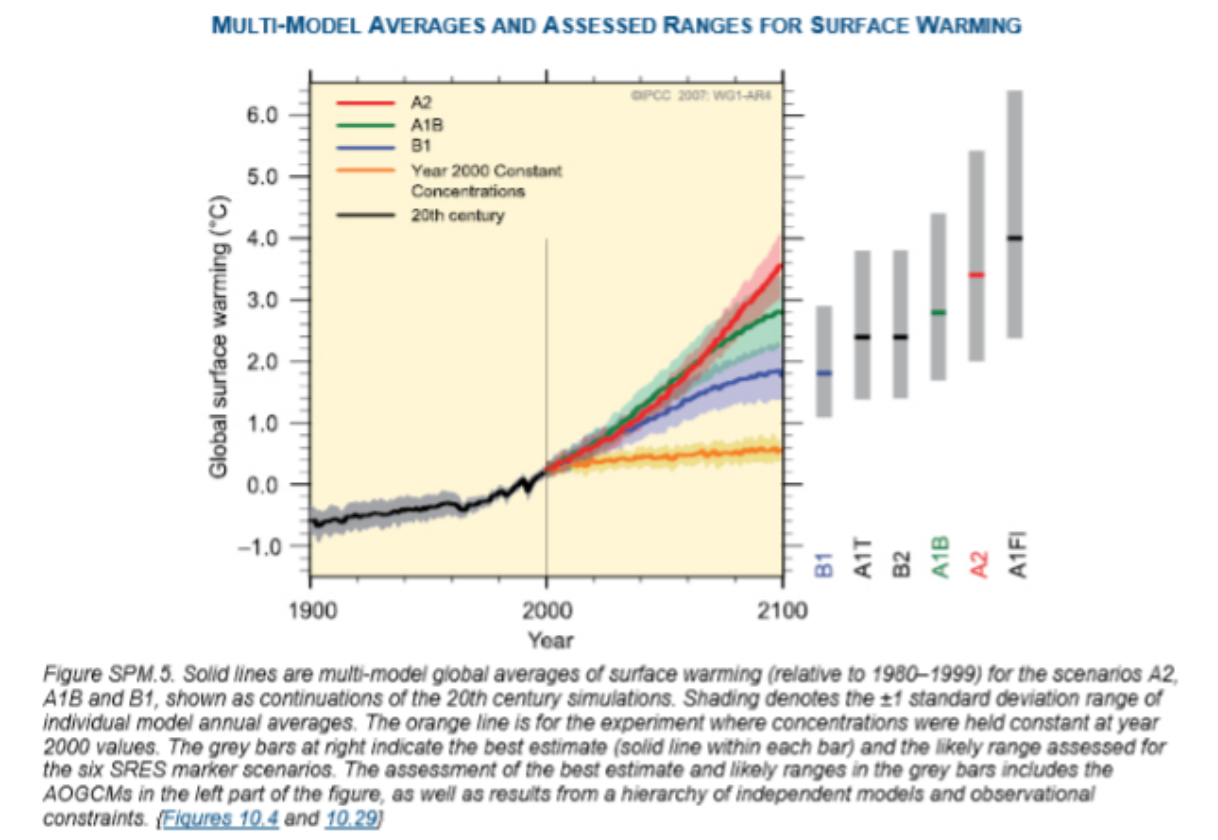 MULTI-MODEL AVERAGES AND ASSESSED RANGES FOR SURFACE WARMING
©IPCC 2007: WG1-AR4
A2
A1B
B1
Year 2000 Constant
Concentrations
20th century
Global surface warming (°C)
6.0
5.0
4.0
3.0
2.0
1.0
0.0
–1.0
1900
2000
2100
Year
B1
A1T
B2
A1B
A2
A1FI
Figure SPM.5. Solid lines are multi-model global averages of surface warming (relative to 1980–1999) for the scenarios A2,
A1B and B1, shown as continuations of the 20th century simulations. Shading denotes the ±1 standard deviation range of
individual model annual averages. The orange line is for the experiment where concentrations were held constant at year
2000 values. The grey bars at right indicate the best estimate (solid line within each bar) and the likely range assessed for
the six SRES marker scenarios. The assessment of the best estimate and likely ranges in the grey bars includes the
AOGCMs in the left part of the figure, as well as results from a hierarchy of independent models and observational
constraints. {Figures 10.4 and 10.29}